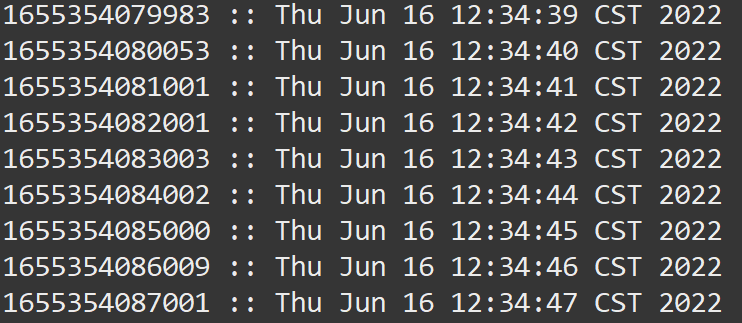 1655354079983 :: Thu Jun 16 12:34:39 CST 2022
1655354080053 :: Thu Jun 16 12:34:40 CST 2022
1655354081001 :: Thu Jun 16 12:34:41 CST 2022
1655354082001 :: Thu Jun 16 12:34:42 CST 2022
1655354083003 :: Thu Jun 16 12:34:43 CST 2022
1655354084002 :: Thu Jun 16 12:34:44 CST 2022
1655354085000 :: Thu Jun 16 12:34:45 CST 2022
1655354086009 :: Thu Jun 16 12:34:46 CST 2022
1655354087001 :: Thu Jun 16 12:34:47 CST 2022